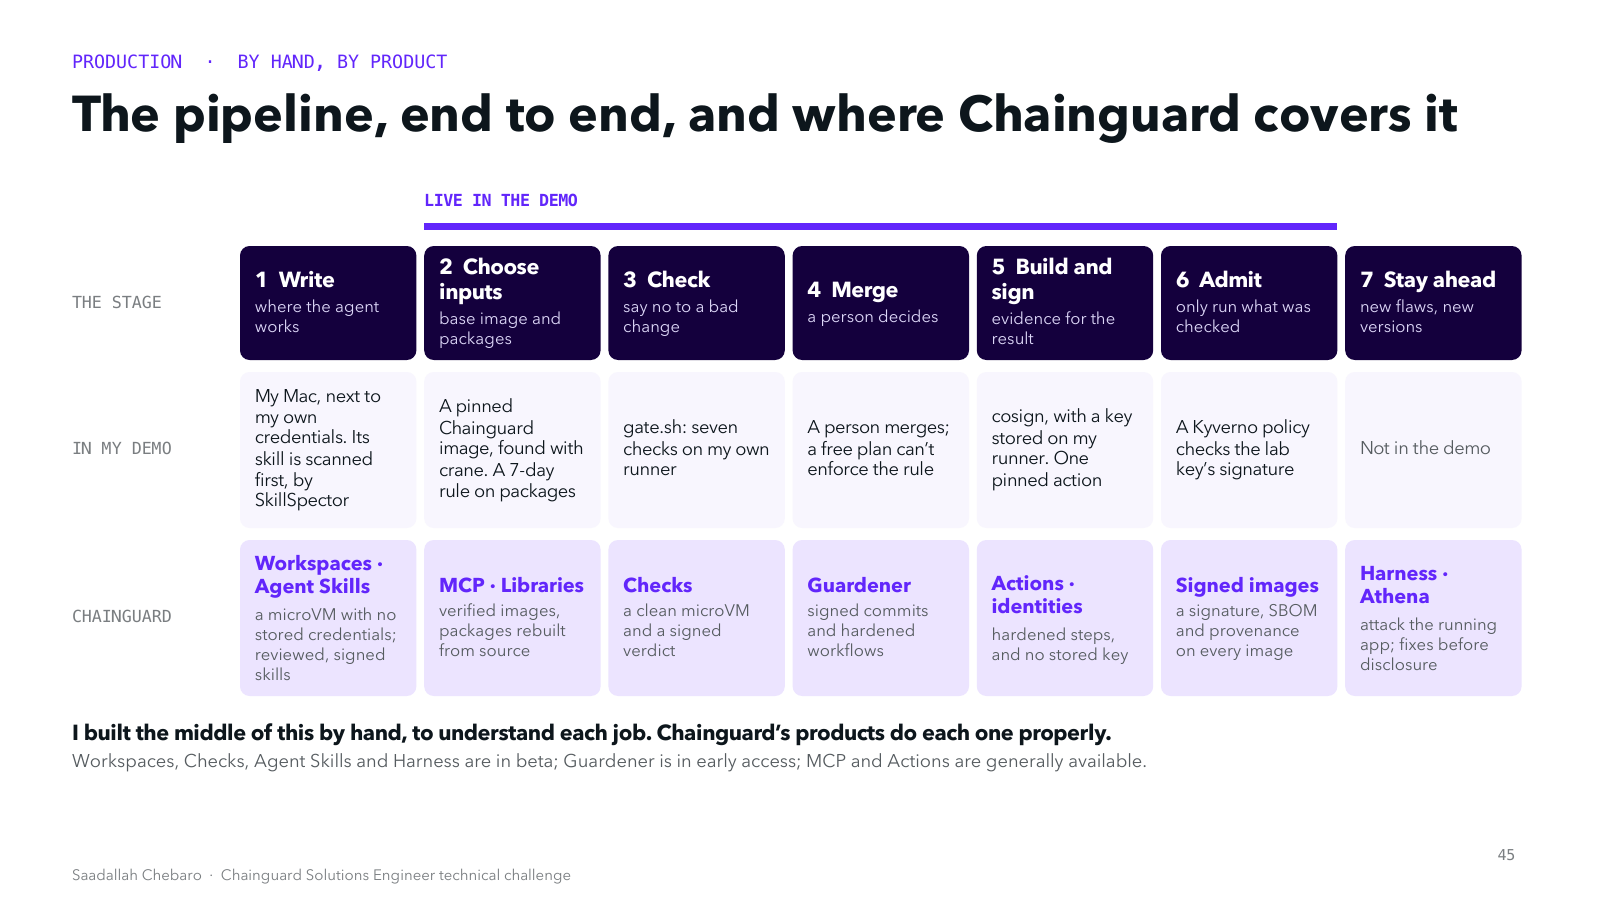 PRODUCTION · BY HAND, BY PRODUCT
The pipeline, end to end, and where Chainguard covers it
LIVE IN THE DEMO
THE STAGE
1 Write
where the agent
works
2 Choose
inputs
base image and
packages
3 Check
say no to a bad
change
4 Merge
a person decides
5 Build and
sign
evidence for the
result
6 Admit
only run what was
checked
7 Stay ahead
new flaws, new
versions
IN MY DEMO
My Mac, next to
my own
credentials. Its
skill is scanned
first, by
SkillSpector
A pinned
Chainguard
image, found with
crane. A 7-day
rule on packages
gate.sh: seven
checks on my own
runner
A person merges;
a free plan can’t
enforce the rule
cosign, with a key
stored on my
runner. One
pinned action
A Kyverno policy
checks the lab
key’s signature
Not in the demo
CHAINGUARD
Workspaces ·
Agent Skills
a microVM with no
stored credentials;
reviewed, signed
skills
MCP · Libraries
verified images,
packages rebuilt
from source
Checks
a clean microVM
and a signed
verdict
Guardener
signed commits
and hardened
workflows
Actions ·
identities
hardened steps,
and no stored key
Signed images
a signature, SBOM
and provenance
on every image
Harness ·
Athena
attack the running
app; fixes before
disclosure
I built the middle of this by hand, to understand each job. Chainguard’s products do each one properly.
Workspaces, Checks, Agent Skills and Harness are in beta; Guardener is in early access; MCP and Actions are generally available.
45
Saadallah Chebaro · Chainguard Solutions Engineer technical challenge